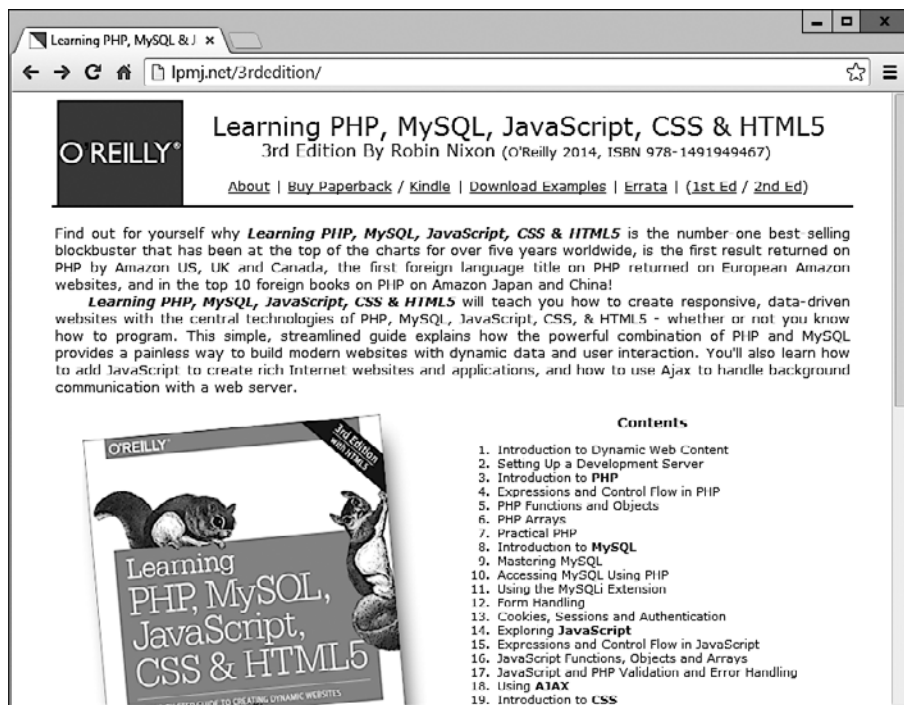 Learning PHP, MySQL & J
lpmj.net/3rdedition/
O'REILLY®
Learning PHP, MySQL, JavaScript, CSS & HTML5
3rd Edition By Robin Nixon (O'Reilly 2014, ISBN 978-1491949467)
About | Buy Paperback / Kindle | Download Examples | Errata | (1st Ed / 2nd Ed)
Find out for yourself why Learning PHP, MySQL, JavaScript, CSS & HTML5 is the number one best selling
blockbuster that has been at the top of the charts for over five years worldwide, is the first result returned on
PHP by Amazon US, UK and Canada, the first foreign language title on PHP returned on European Amazon
websites, and in the top 10 foreign books on PHP on Amazon Japan and China!
Learning PHP, MySQL, JavaScript, CSS & HTML5 will teach you how to create responsive, data-driven
websites with the central technologies of PHP, MySQL, JavaScript, CSS, & HTML5 - whether or not you know
how to program. This simple, streamlined guide explains how the powerful combination of PHP and MySQL
provides a painless way to build modern websites with dynamic data and user interaction. You'll also learn how
to add JavaScript to create rich Internet websites and applications, and how to use Ajax to handle background
communication with a web server.
O'REILLY®
3rd Edition
with HTML5
Learning
PHP, MySQL,
JavaScript,
CSS & HTML5
GUIDE TO CREATING DYNAMIC WEBSITES
Contents
1. Introduction to Dynamic Web Content
2. Setting Up a Development Server
3. Introduction to PHP
4. Expressions and Control Flow in PHP
5. PHP Functions and Objects
6. PHP Arrays
7. Practical PHP
8. Introduction to MySQL
9. Mastering MySQL
10. Accessing MySQL Using PHP
11. Using the MySQLi Extension
12. Form Handling
13. Cookies, Sessions and Authentication
14. Exploring JavaScript
15. Expressions and Control Flow in JavaScript
16. JavaScript Functions, Objects and Arrays
17. JavaScript and PHP Validation and Error Handling
18. Using AJAX
19. Introduction to CSS